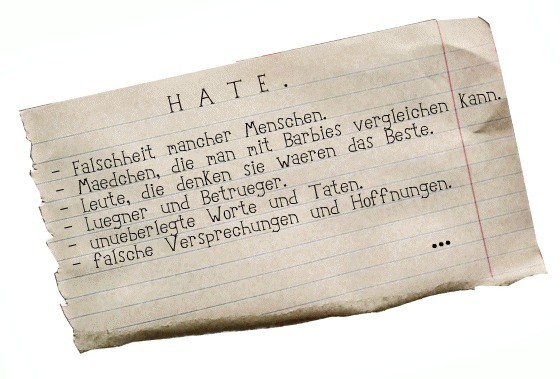 HATE.
- Falschheit mancher Menschen.
- Maedchen, die man mit Barbies vergleichen Kann.
- Leute, die denKen sie waeren das Beste.
- Luegner und Betrueger.
- unueberlegte Worte und Taten.
- falsche Versprechungen und Hoffnungen.
...